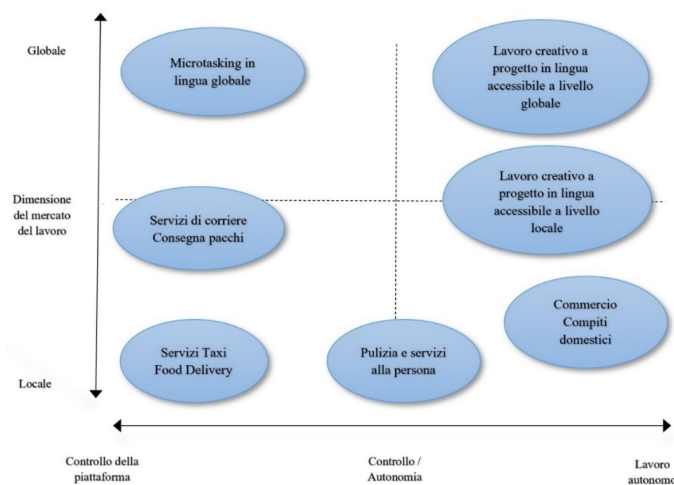 Globale
Microtasking in
lingua globale
Lavoro creativo a
progetto in lingua
accessibile a livello
globale
Dimensione
del mercato
del lavoro
Servizi di corriere
Consegna pacchi
Lavoro creativo a
progetto in lingua
accessibile a livello
locale
Commercio
Compiti
domestici
Servizi Taxi
Food Delivery
Pulizia e servizi
alla persona
Locale
Controllo della
piattaforma
Controllo /
Autonomia
Lavoro
autonomo